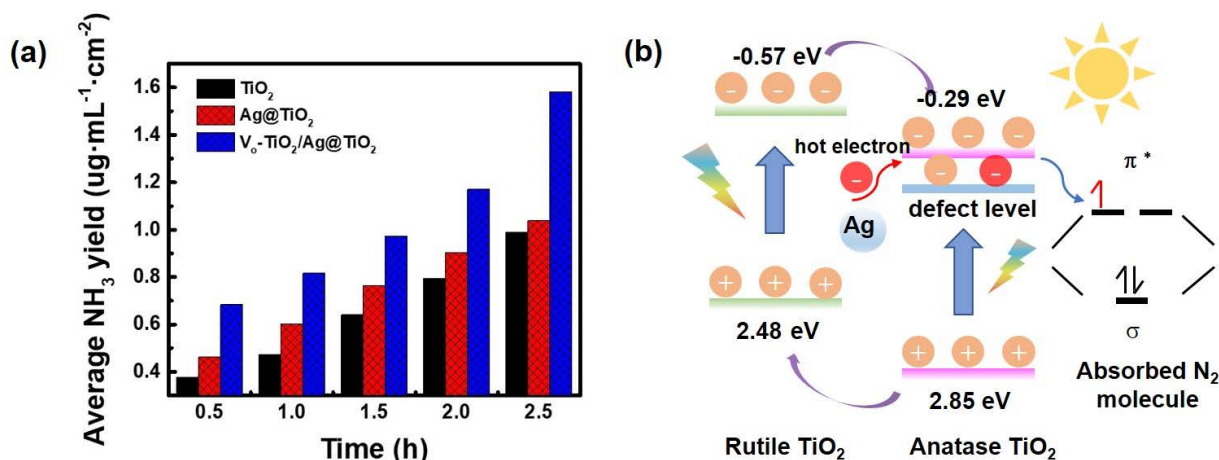 (a)
Average NH₃ yield (ug·mL⁻¹·cm⁻²)
1.6
1.4
1.2
1.0
0.8
0.6
0.4
TiO₂
Ag@TiO₂
Vₒ-TiO₂/Ag@TiO₂
0.5 1.0 1.5 2.0 2.5
Time (h)
(b)
-0.57 eV
-0.29 eV
hot electron
Ag
defect level
π*
2.48 eV
σ
2.85 eV
Absorbed N₂
molecule
Rutile TiO₂
Anatase TiO₂